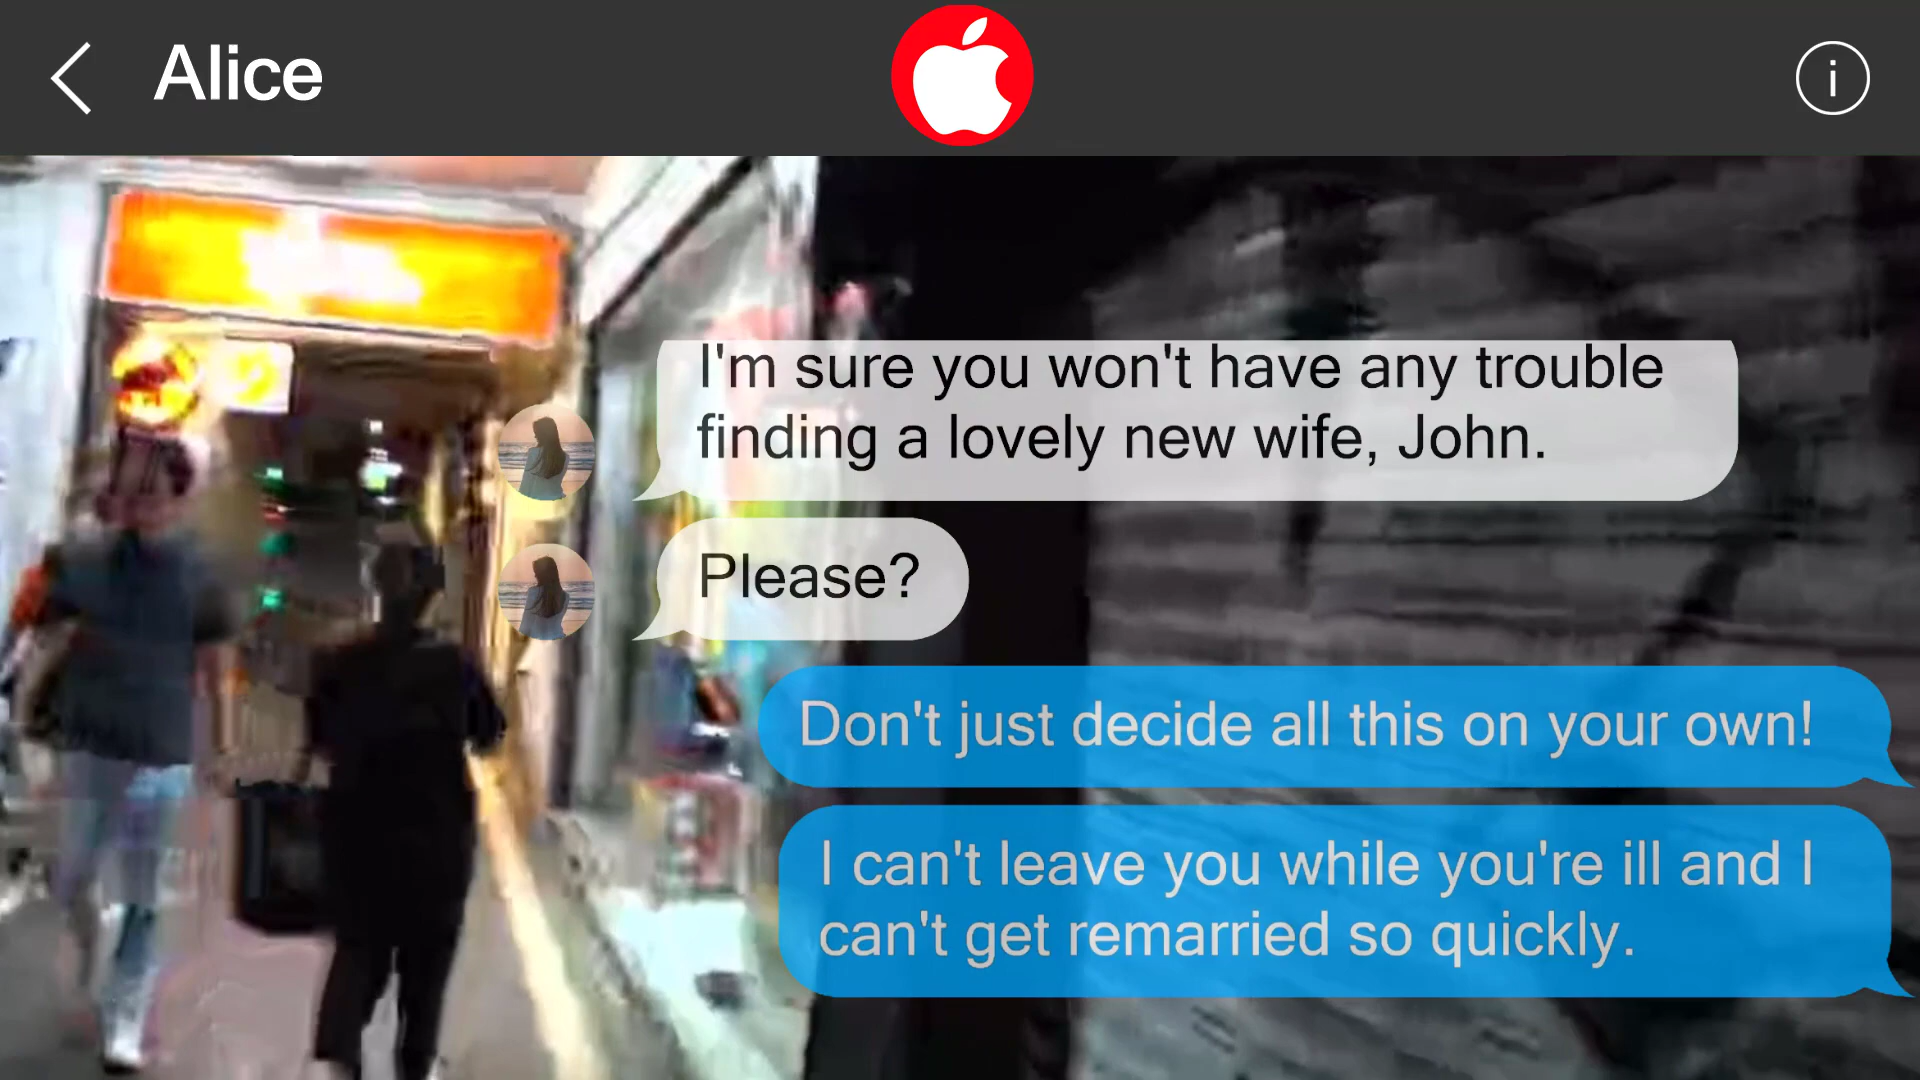 Alice
I'm sure you won't have any trouble
finding a lovely new wife, John.
Please?
Don't just decide all this on your own!
I can't leave you while you're ill and I
can't get remarried so quickly.